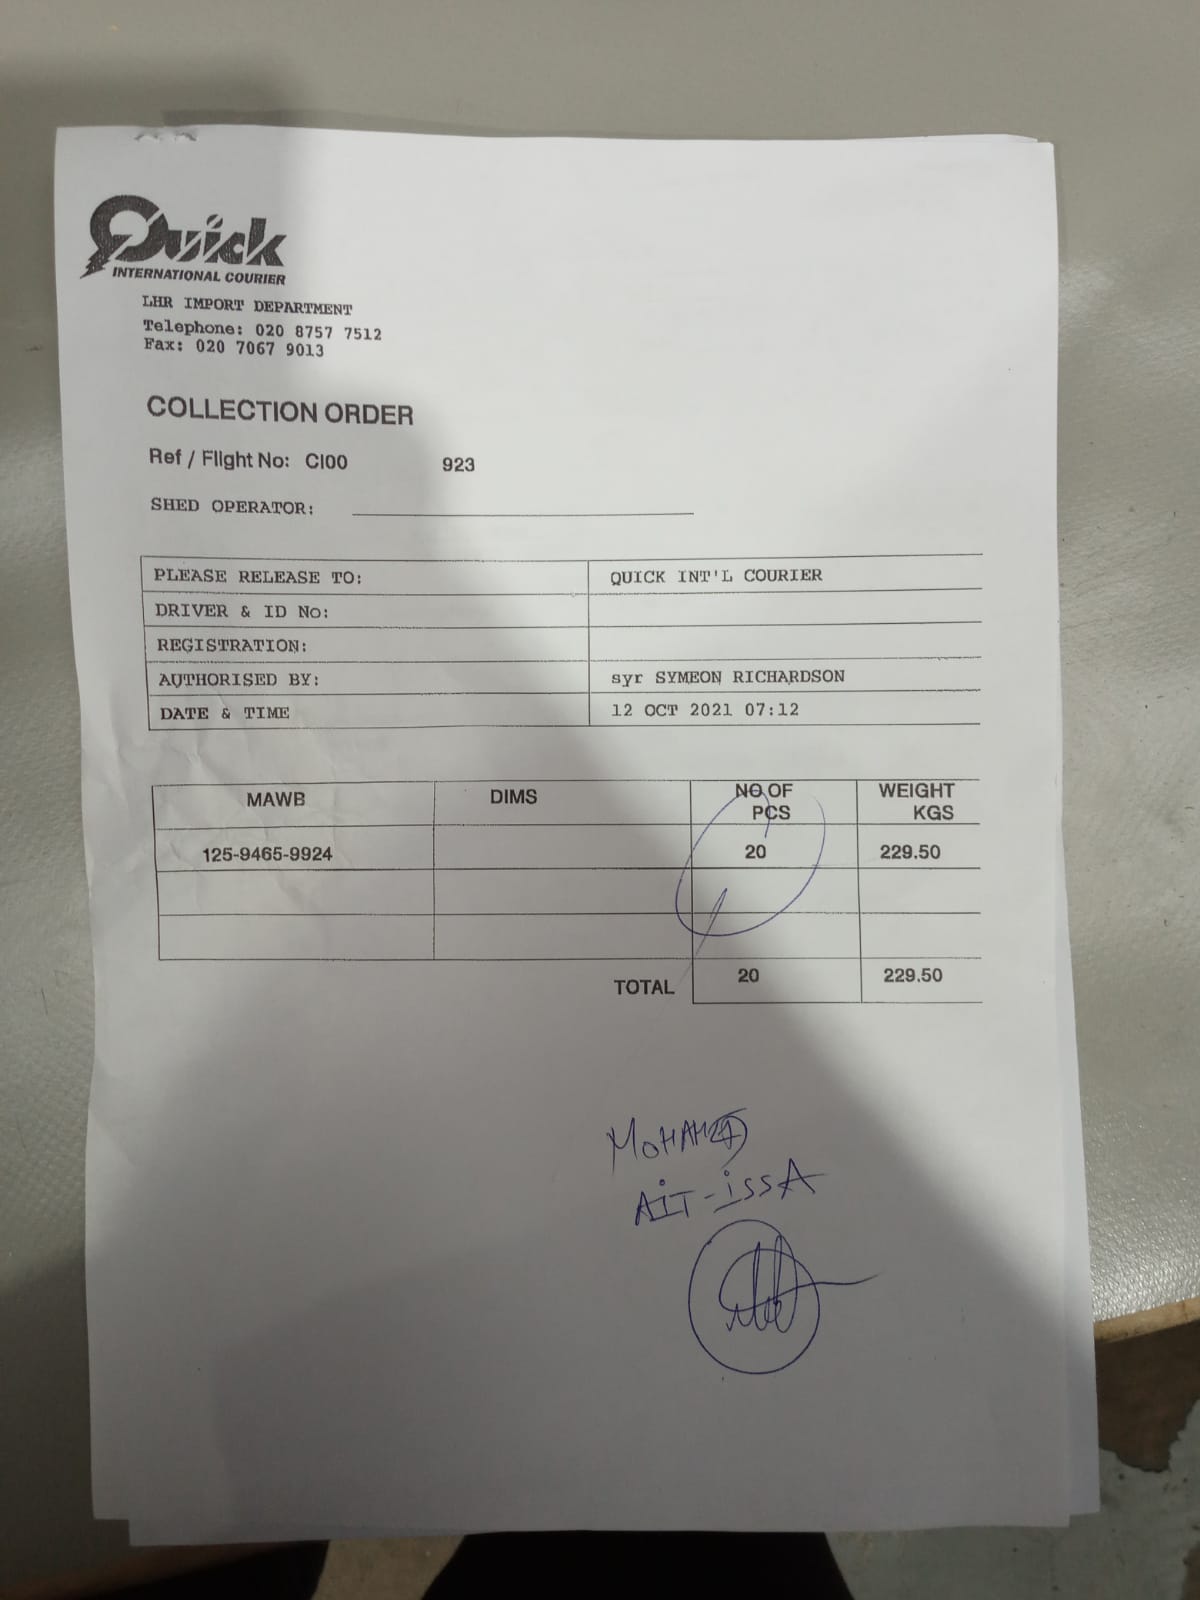 Quick
INTERNATIONAL COURIER
LHR IMPORT DEPARTMENT
Telephone: 020 8757 7512
Fax: 020 7067 9013
COLLECTION ORDER
Ref / Flight No: CI00 923
SHED OPERATOR:
PLEASE RELEASE TO: QUICK INT'L COURIER
DRIVER & ID No:
REGISTRATION:
AUTHORISED BY: syr SYMEON RICHARDSON
DATE & TIME 12 OCT 2021 07:12
MAWB DIMS NO OF PCS WEIGHT KGS
125-9465-9924 20 229.50
TOTAL 20 229.50
MOHAMED
AIT-ISSA